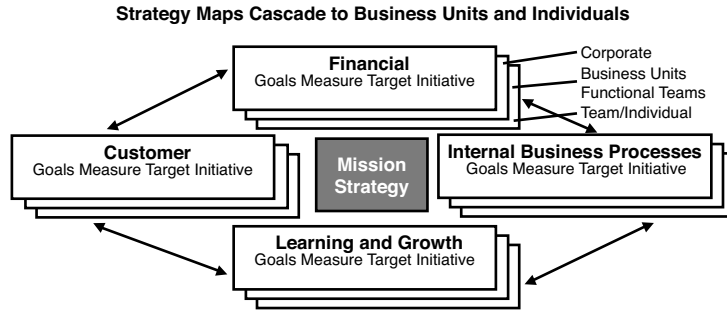 Strategy Maps Cascade to Business Units and Individuals
Financial
Goals Measure Target Initiative
Corporate
Business Units
Functional Teams
Team/Individual
Customer
Goals Measure Target Initiative
Mission
Strategy
Internal Business Processes
Goals Measure Target Initiative
Learning and Growth
Goals Measure Target Initiative